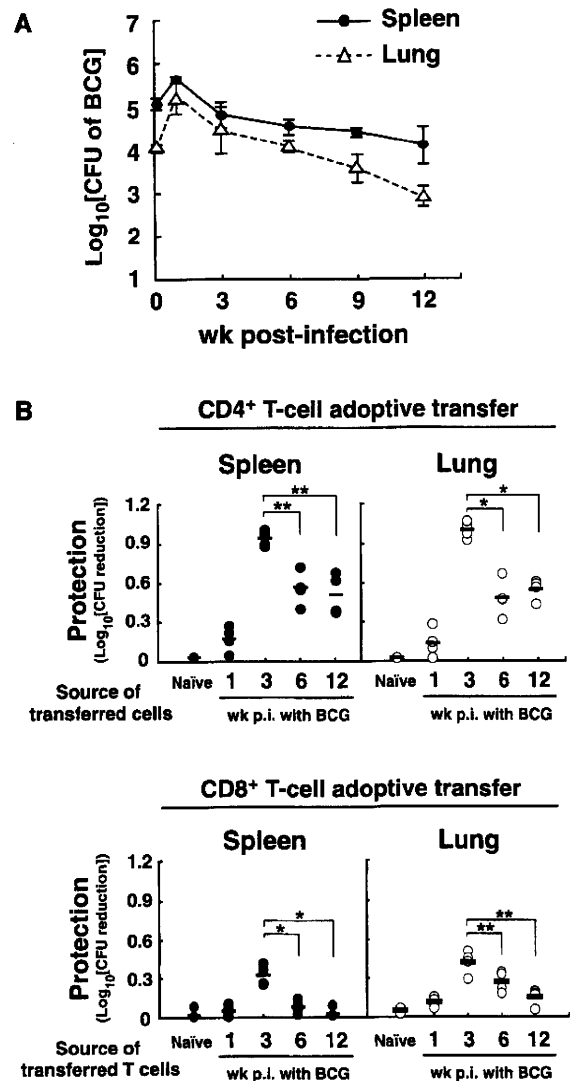 A
Spleen
Lung
Log10[CFU of BCG]
7
6
5
4
3
2
1
0 3 6 9 12
wk post-infection
B
CD4+ T-cell adoptive transfer
Spleen Lung
Protection
(Log10[CFU reduction])
1.2
0.9
0.6
0.3
0
** **
* *
Naïve 1 3 6 12 Naïve 1 3 6 12
Source of
transferred cells
wk p.i. with BCG wk p.i. with BCG
CD8+ T-cell adoptive transfer
Spleen Lung
Protection
(Log10[CFU reduction])
1.2
0.9
0.6
0.3
0
* *
** **
Naïve 1 3 6 12 Naïve 1 3 6 12
Source of
transferred T cells
wk p.i. with BCG wk p.i. with BCG